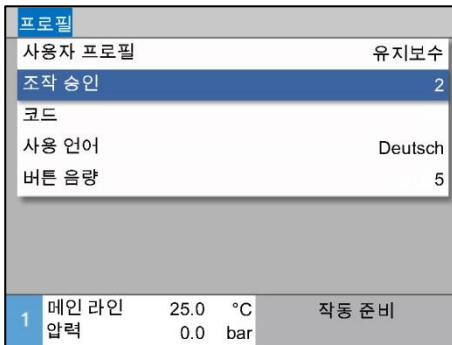 프로필
사용자 프로필 유지보수
조작 승인 2
코드
사용 언어 Deutsch
버튼 음량 5
1 메인 라인 25.0 °C 작동 준비
압력 0.0 bar